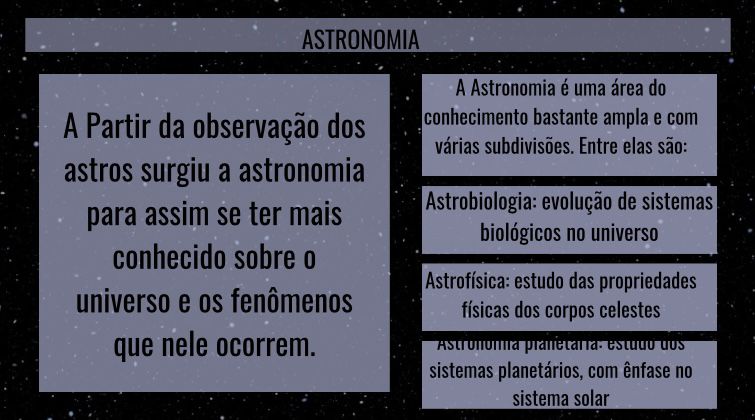 ASTRONOMIA
A Partir da observação dos
astros surgiu a astronomia
para assim se ter mais
conhecido sobre o
universo e os fenômenos
que nele ocorrem.
A Astronomia é uma área do
conhecimento bastante ampla e com
várias subdivisões. Entre elas são:
Astrobiologia: evolução de sistemas
biológicos no universo
Astrofísica: estudo das propriedades
físicas dos corpos celestes
Astronomia planetária: estudo dos
sistemas planetários, com ênfase no
sistema solar